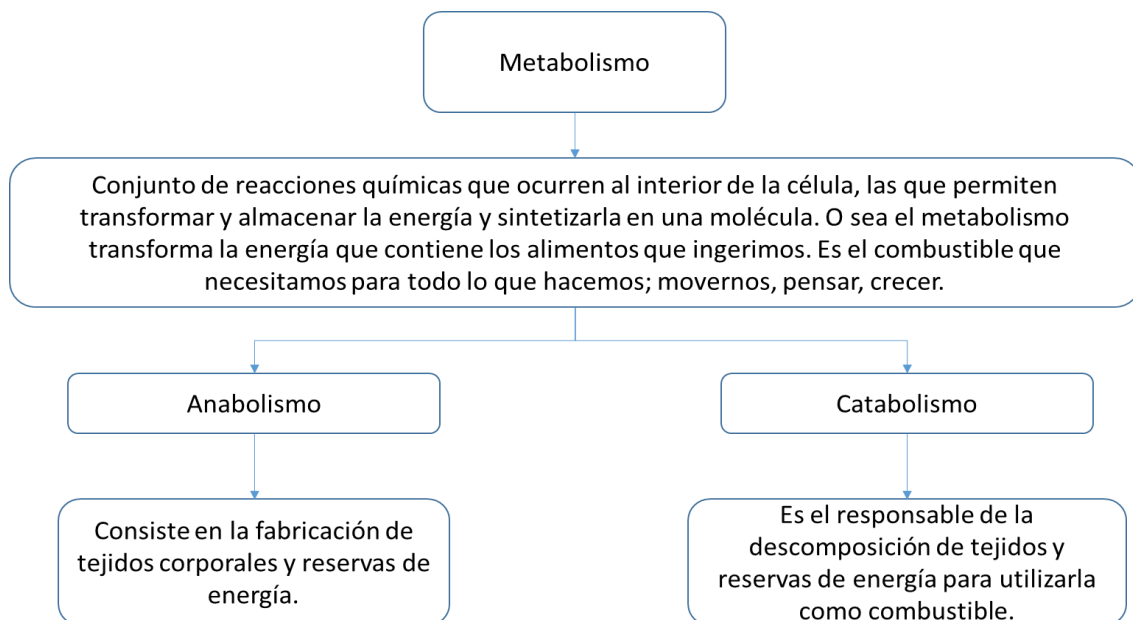 Metabolismo
Conjunto de reacciones químicas que ocurren al interior de la célula, las que permiten
transformar y almacenar la energía y sintetizarla en una molécula. O sea el metabolismo
transforma la energía que contiene los alimentos que ingerimos. Es el combustible que
necesitamos para todo lo que hacemos; movernos, pensar, crecer.
Anabolismo
Catabolismo
Consiste en la fabricación de
tejidos corporales y reservas de
energía.
Es el responsable de la
descomposición de tejidos y
reservas de energía para utilizarla
como combustible.